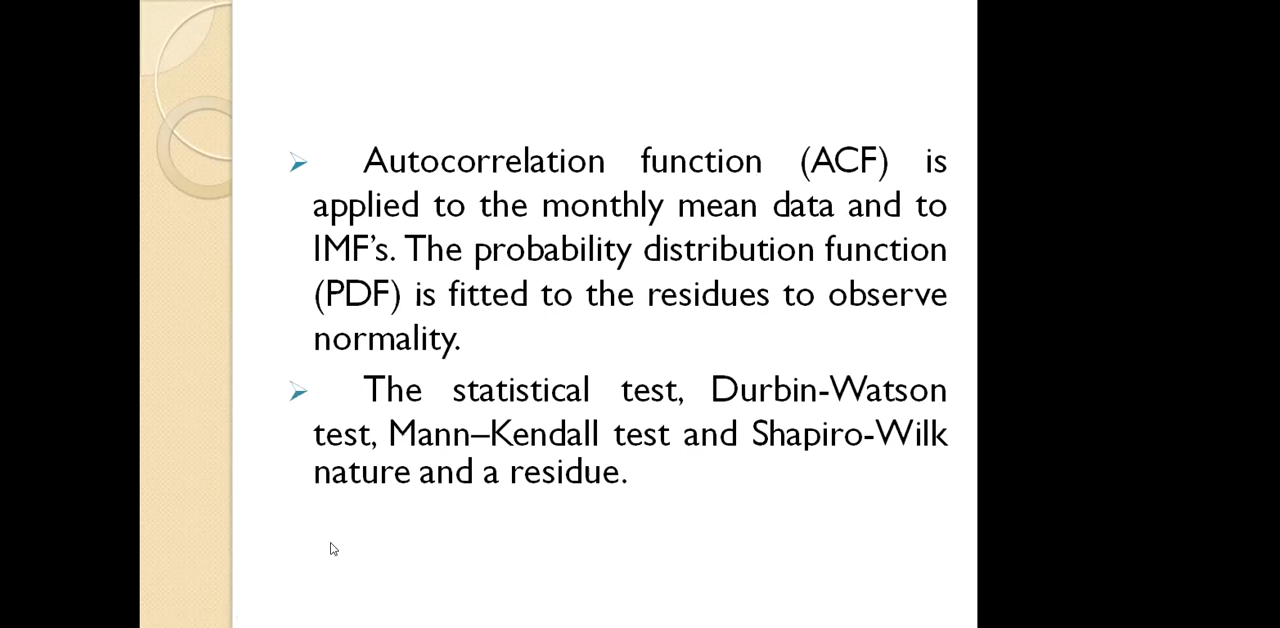 Autocorrelation function (ACF) is
applied to the monthly mean data and to
IMF’s. The probability distribution function
(PDF) is fitted to the residues to observe
normality.
The statistical test, Durbin-Watson
test, Mann–Kendall test and Shapiro-Wilk
nature and a residue.